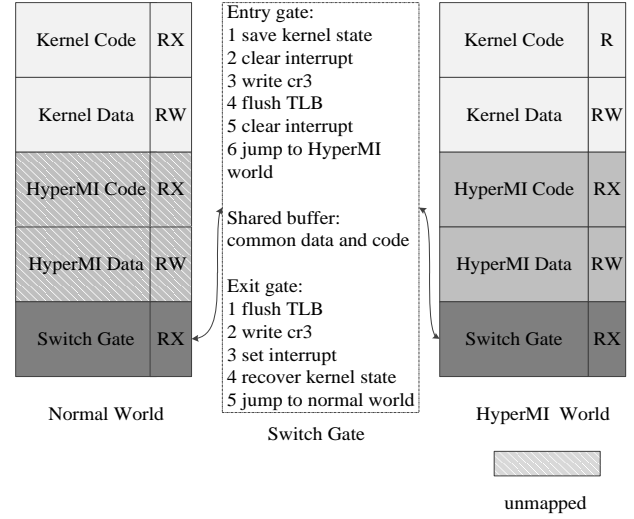 Kernel Code RX
Kernel Data RW
HyperMI Code RX
HyperMI Data RW
Switch Gate RX
Normal World
Entry gate:
1 save kernel state
2 clear interrupt
3 write cr3
4 flush TLB
5 clear interrupt
6 jump to HyperMI
world
Shared buffer:
common data and code
Exit gate:
1 flush TLB
2 write cr3
3 set interrupt
4 recover kernel state
5 jump to normal world
Switch Gate
Kernel Code R
Kernel Data RW
HyperMI Code RX
HyperMI Data RW
Switch Gate RX
HyperMI World
unmapped